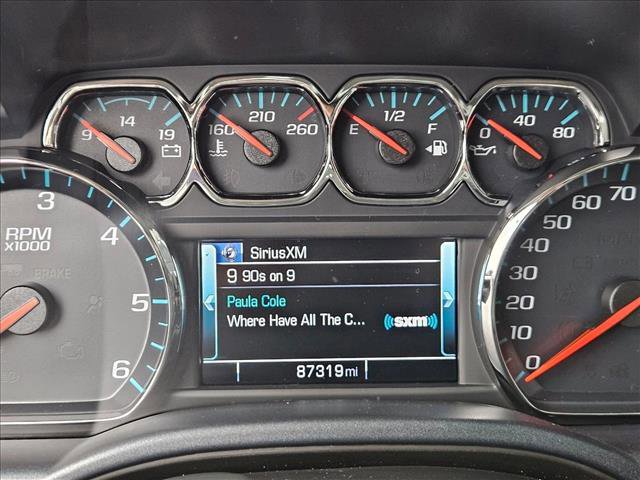 9 14 19
160 210 260
E 1/2 F
0 40 80
RPM
x1000
3
4
5
6
BRAKE
SiriusXM
9 90s on 9
Paula Cole
Where Have All The C...
sxm
87319 mi
70
60
50
40
30
20
10
0